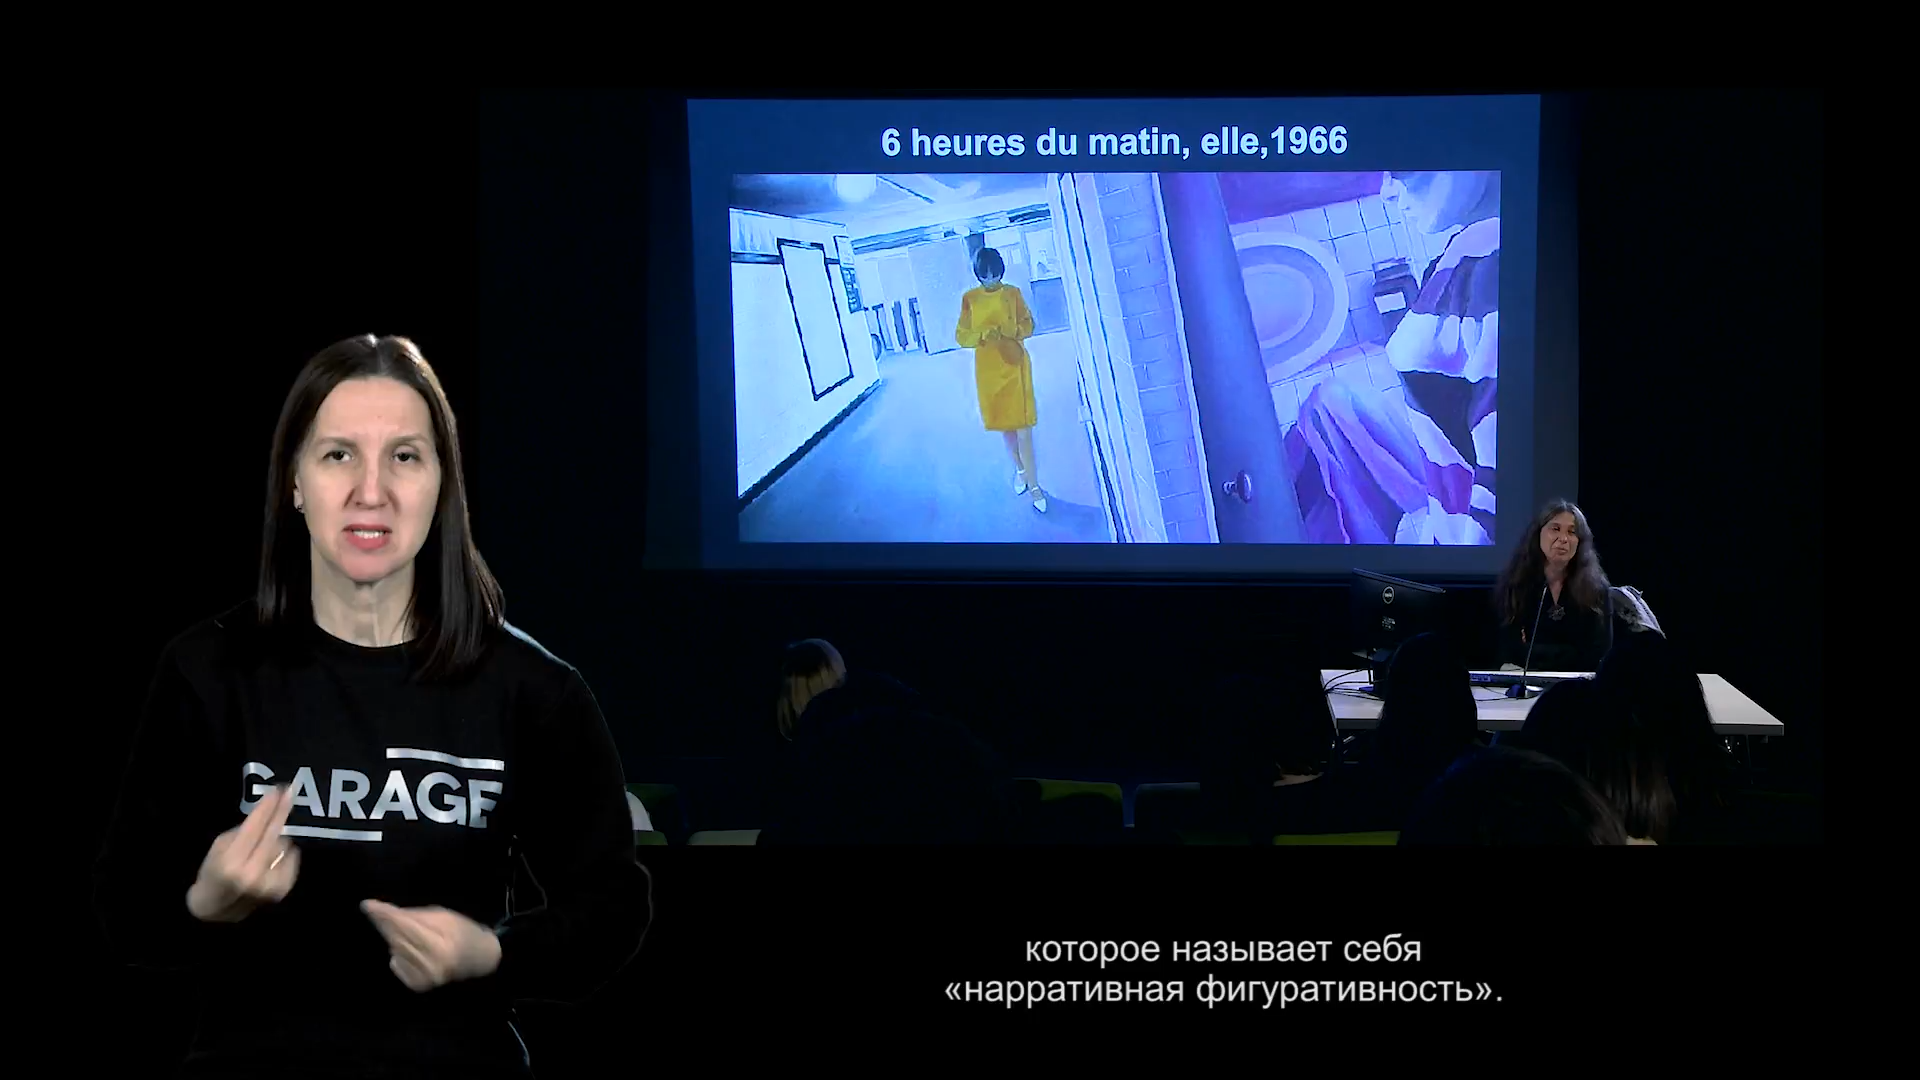 6 heures du matin, elle,1966
GARAGE
которое называет себя
«нарративная фигуративность».